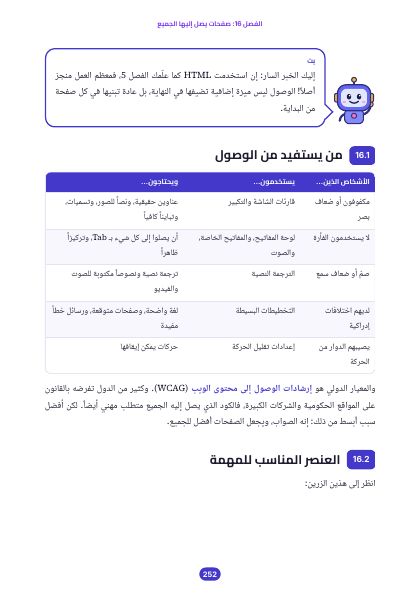 الفصل 16: صفحات يصل إليها الجميع
بت
إليك الخبر السار: إن استخدمت HTML كما علّمك الفصل 5، فمعظم العمل منجز
أصلاً! الوصول ليس ميزة إضافية تضيفها في النهاية، بل عادة تبنيها في كل صفحة
من البداية.
16.1 من يستفيد من الوصول
الأشخاص الذين... يستخدمون... ويحتاجون...
مكفوفون أو ضعاف قارئات الشاشة والتكبير عناوين حقيقية، ونصاً للصور، وتسميات،
بصر وتبايناً كافياً
لا يستخدمون الفأرة لوحة المفاتيح، والمفاتيح الخاصة، أن يصلوا إلى كل شيء بـ Tab، وتركيزاً
والصوت ظاهراً
صمّ أو ضعاف سمع الترجمة النصية ترجمة نصية ونصوصاً مكتوبة للصوت
والفيديو
لديهم اختلافات التخطيطات البسيطة لغة واضحة، وصفحات متوقعة، ورسائل خطأ
إدراكية مفيدة
يصيبهم الدوار من إعدادات تقليل الحركة حركات يمكن إيقافها
الحركة
والمعيار الدولي هو إرشادات الوصول إلى محتوى الويب (WCAG). وكثير من الدول تفرضه بالقانون
على المواقع الحكومية والشركات الكبيرة، فالكود الذي يصل إليه الجميع متطلب مهني أيضاً. لكن أفضل
سبب أبسط من ذلك: إنه الصواب، ويجعل الصفحات أفضل للجميع.
16.2 العنصر المناسب للمهمة
انظر إلى هذين الزرين:
252